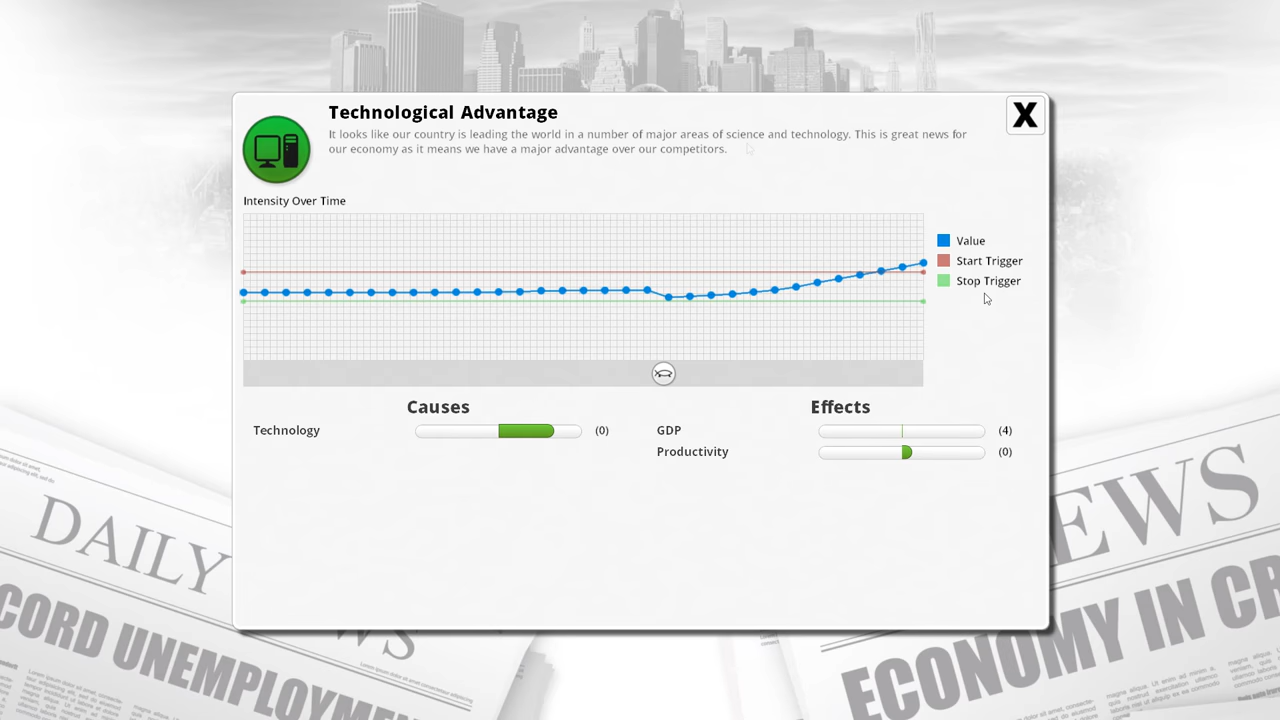 Technological Advantage
It looks like our country is leading the world in a number of major areas of science and technology. This is great news for
our economy as it means we have a major advantage over our competitors.
X
Intensity Over Time
Value
Start Trigger
Stop Trigger
Causes
Technology
(0)
Effects
GDP
(4)
Productivity
(0)
DAILY
WS
CORD UNEMPLOYME
EWS
ECONOMY IN CR